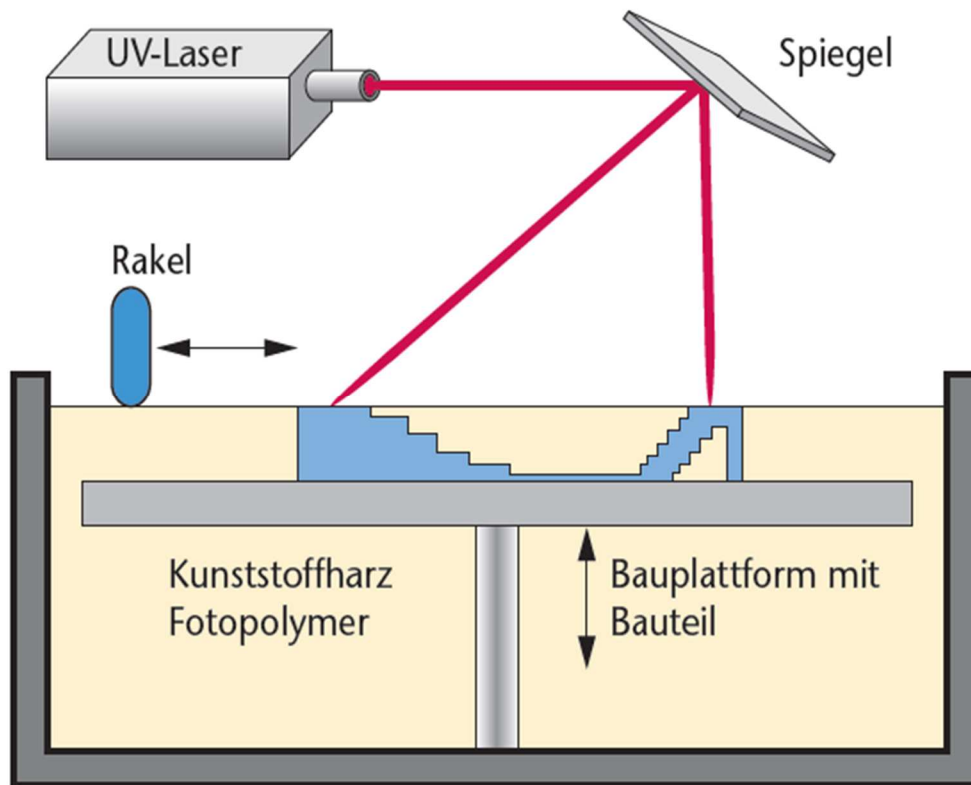 UV-Laser
Spiegel
Rakel
Kunststoffharz
Fotopolymer
Bauplattform mit
Bauteil